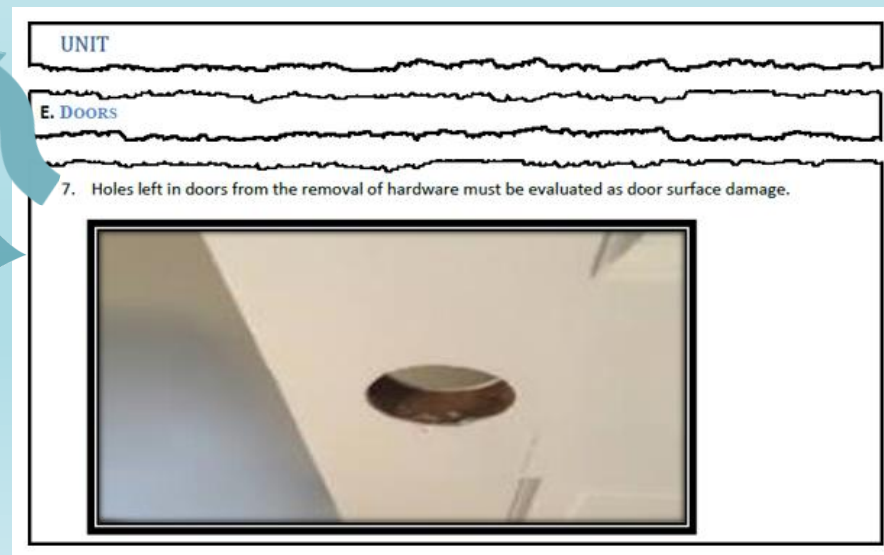 UNIT
E. DOORS
7. Holes left in doors from the removal of hardware must be evaluated as door surface damage.